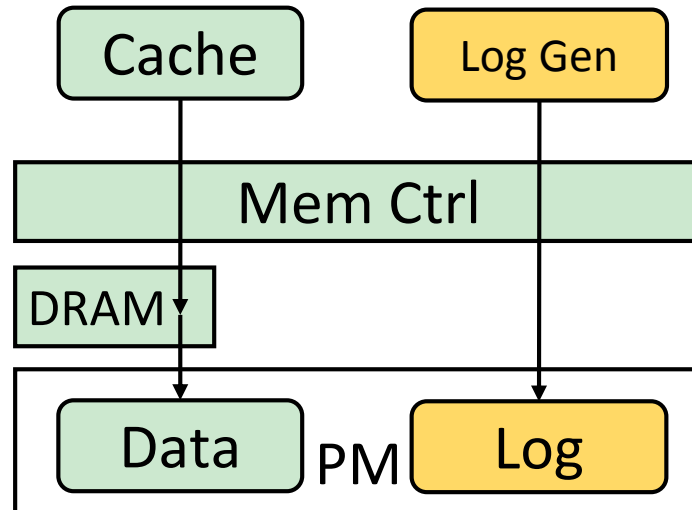 Cache
Log Gen
Mem Ctrl
DRAM
Data
PM
Log